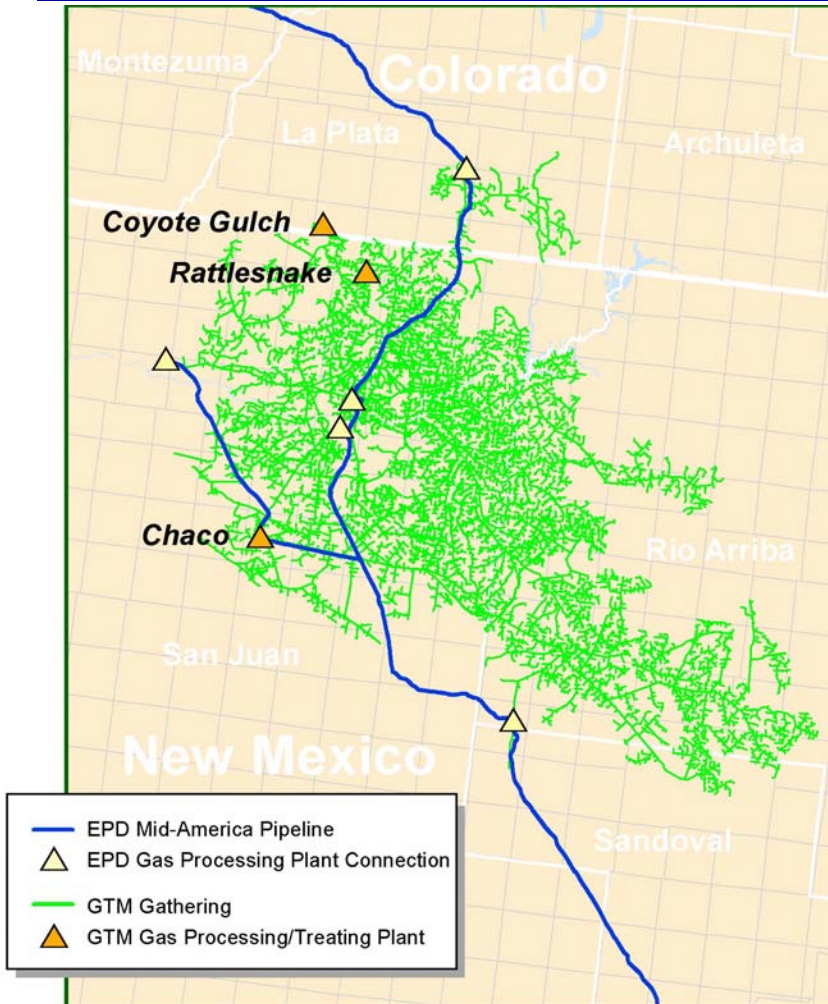 Montezuma
Colorado
La Plata
Archuleta
Coyote Gulch
Rattlesnake
Chaco
Rio Arriba
San Juan
New Mexico
Sandoval
EPD Mid-America Pipeline
EPD Gas Processing Plant Connection
GTM Gathering
GTM Gas Processing/Treating Plant